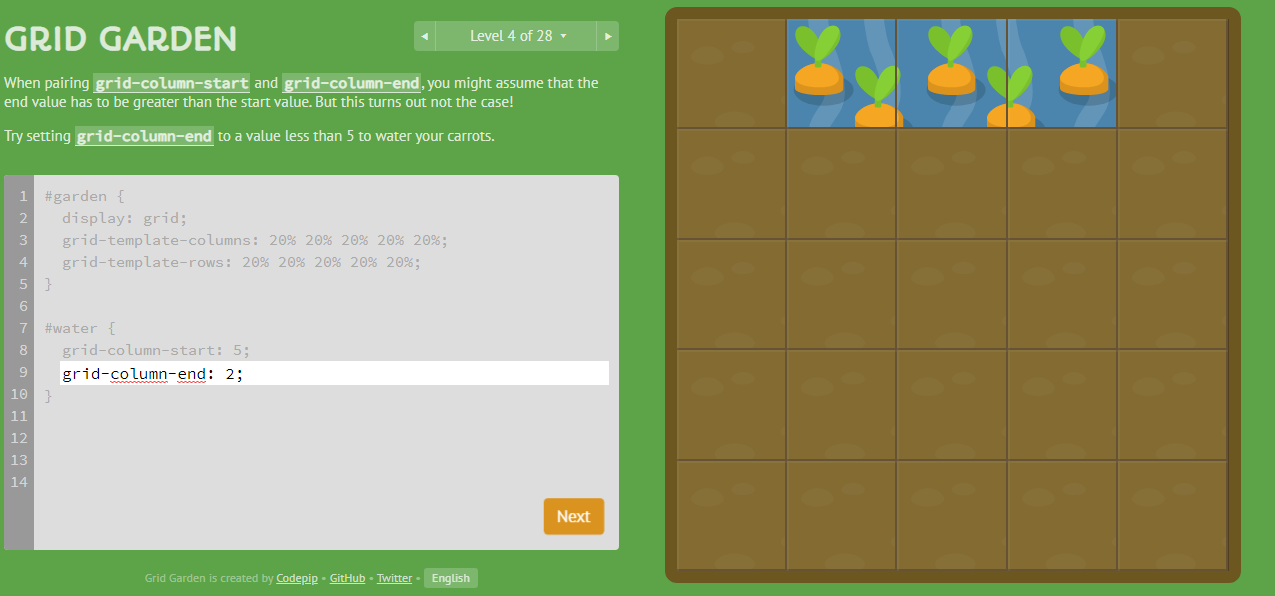 GRID GARDEN
◀ Level 4 of 28 ▾ ▶
When pairing grid-column-start and grid-column-end, you might assume that the
end value has to be greater than the start value. But this turns out not the case!
Try setting grid-column-end to a value less than 5 to water your carrots.
1 #garden {
2 display: grid;
3 grid-template-columns: 20% 20% 20% 20% 20%;
4 grid-template-rows: 20% 20% 20% 20% 20%;
5 }
6
7 #water {
8 grid-column-start: 5;
9 grid-column-end: 2;
10 }
11
12
13
14
Next
Grid Garden is created by Codepip • GitHub • Twitter • English